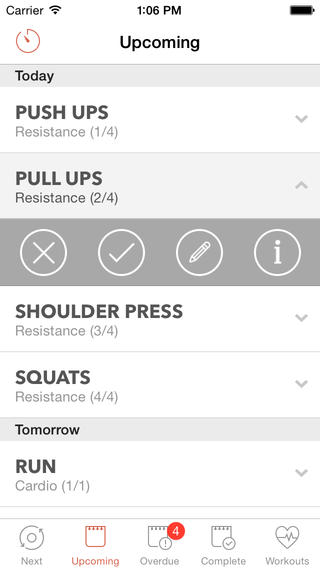 Carrier 1:06 PM
Upcoming
Today
PUSH UPS
Resistance (1/4)
PULL UPS
Resistance (2/4)
i
SHOULDER PRESS
Resistance (3/4)
SQUATS
Resistance (4/4)
Tomorrow
RUN
Cardio (1/1)
4
Next Upcoming Overdue Complete Workouts